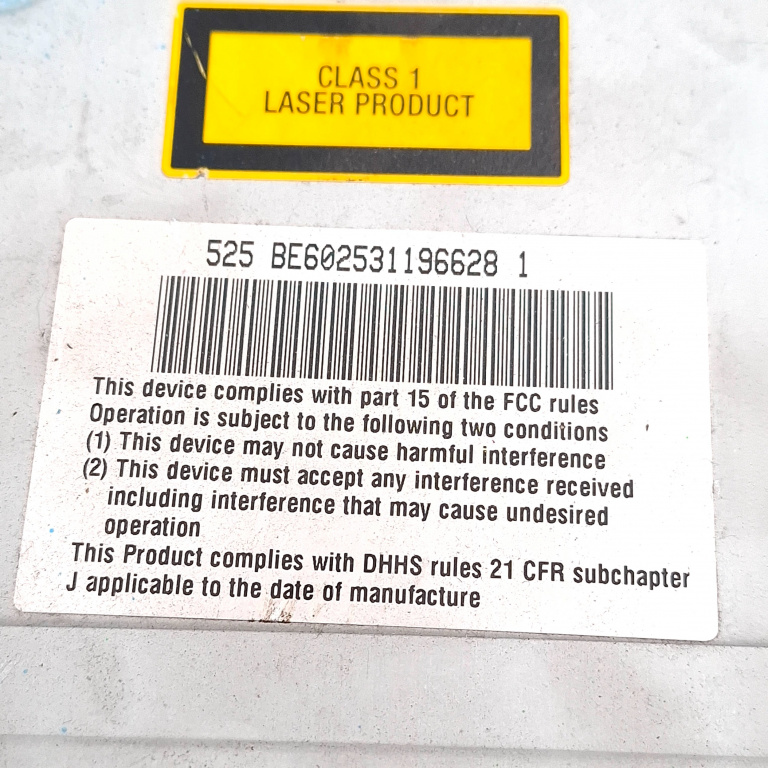 CLASS 1
LASER PRODUCT
525 BE602531196628 1
This device complies with part 15 of the FCC rules
Operation is subject to the following two conditions
(1) This device may not cause harmful interference
(2) This device must accept any interference received
including interference that may cause undesired
operation
This Product complies with DHHS rules 21 CFR subchapter
J applicable to the date of manufacture